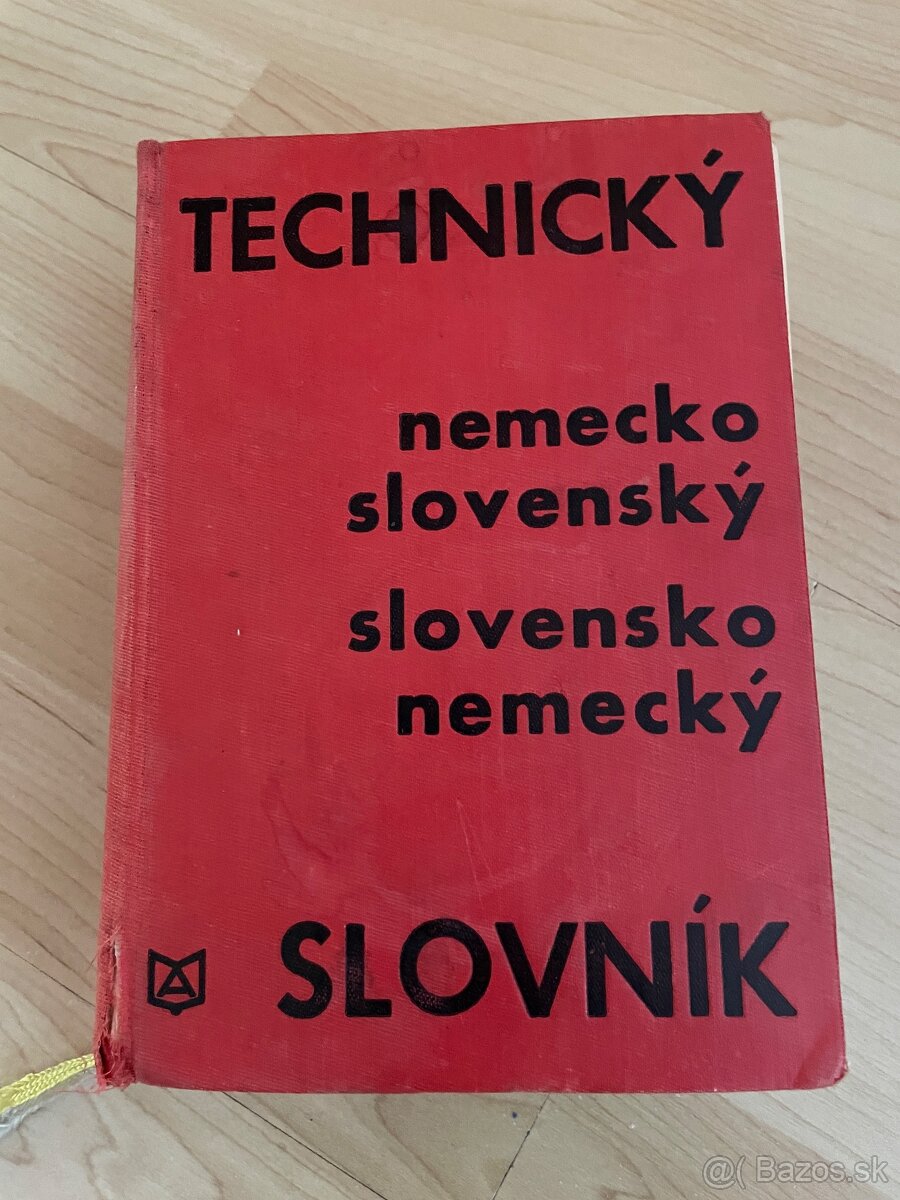 TECHNICKÝ
nemecko
slovenský
slovensko
nemecký
SLOVNÍK
@( Bazos.sk